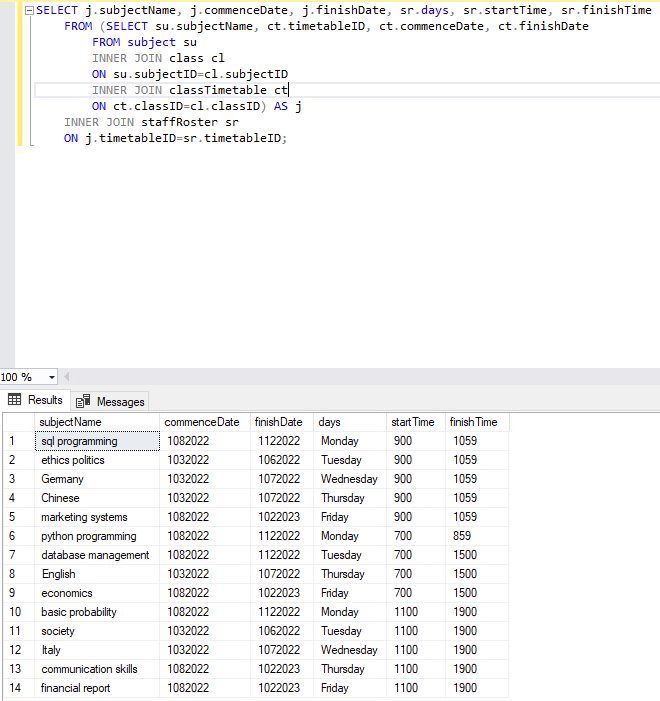 SELECT j.subjectName, j.commenceDate, j.finishDate, sr.days, sr.startTime, sr.finishTime
FROM (SELECT su.subjectName, ct.timetableID, ct.commenceDate, ct.finishDate
FROM subject su
INNER JOIN class cl
ON su.subjectID=cl.subjectID
INNER JOIN classTimetable ct
ON ct.classID=cl.classID) AS j
INNER JOIN staffRoster sr
ON j.timetableID=sr.timetableID;
100 %
Results Messages
subjectName commenceDate finishDate days startTime finishTime
1 sql programming 1082022 1122022 Monday 900 1059
2 ethics politics 1032022 1062022 Tuesday 900 1059
3 Germany 1032022 1072022 Wednesday 900 1059
4 Chinese 1032022 1072022 Thursday 900 1059
5 marketing systems 1082022 1022023 Friday 900 1059
6 python programming 1082022 1122022 Monday 700 859
7 database management 1082022 1122022 Tuesday 700 1500
8 English 1032022 1072022 Thursday 700 1500
9 economics 1082022 1022023 Friday 700 1500
10 basic probability 1082022 1122022 Monday 1100 1900
11 society 1032022 1062022 Tuesday 1100 1900
12 Italy 1032022 1072022 Wednesday 1100 1900
13 communication skills 1082022 1022023 Thursday 1100 1900
14 financial report 1082022 1022023 Friday 1100 1900